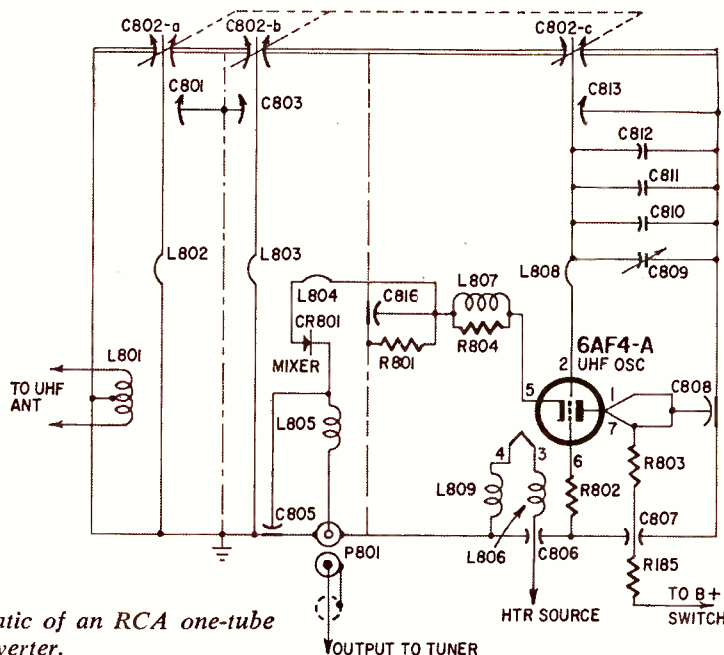 C802-a
C802-b
C802-c
C801
C803
C813
C812
C811
C810
C809
L802
L803
L808
L807
L804
C816
CR801
MIXER
R801
R804
6AF4-A
UHF OSC
L801
TO UHF
ANT
2
5
1
7
6
C808
L805
4
3
R803
L809
R802
C805
L806
C806
C807
P801
R185
HTR SOURCE
TO B+
SWITCH
OUTPUT TO TUNER
atic of an RCA one-tube
verter.